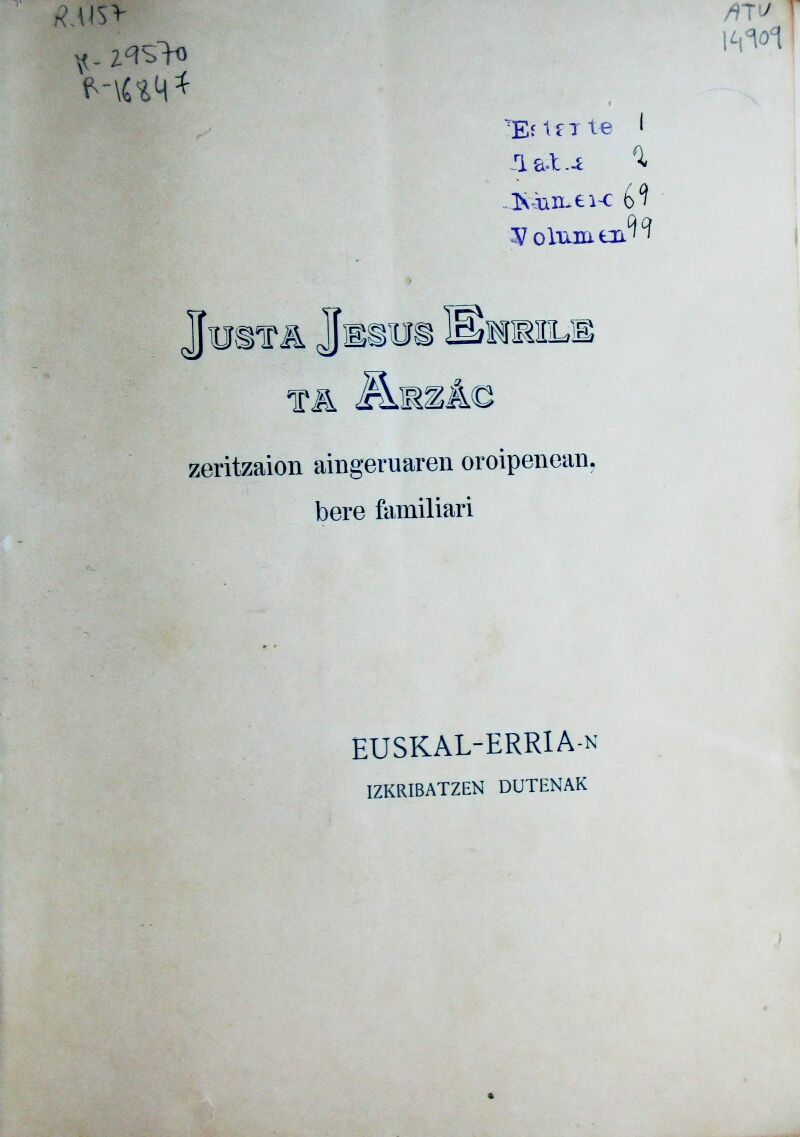 R.1157
R-29570
R-16847
ATV
14909
Estante 1
Tabla 2
Número 69
Volumen 99
JUSTA JESUS ENRILE
TA ARZÁC
zeritzaion aingeruaren oroipenean,
bere familiari
EUSKAL-ERRIA-N
IZKRIBATZEN DUTENAK